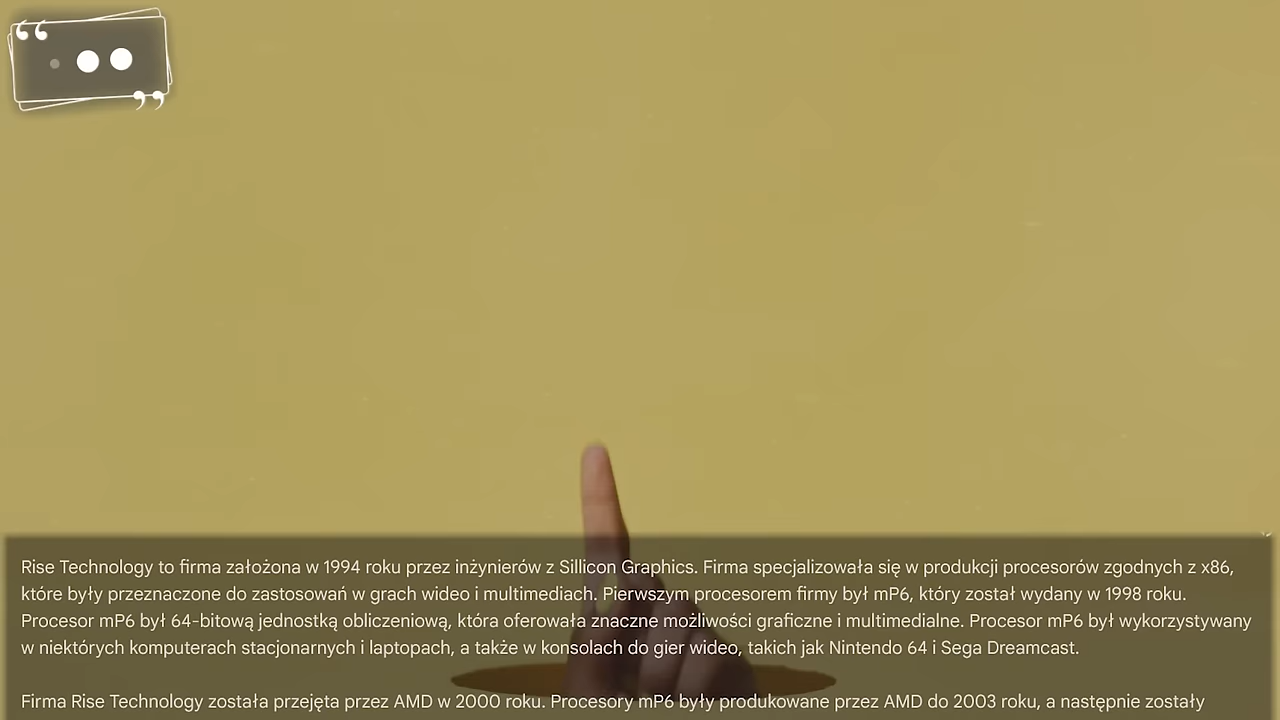 Rise Technology to firma założona w 1994 roku przez inżynierów z Sillicon Graphics. Firma specjalizowała się w produkcji procesorów zgodnych z x86,
które były przeznaczone do zastosowań w grach wideo i multimediach. Pierwszym procesorem firmy był mP6, który został wydany w 1998 roku.
Procesor mP6 był 64-bitową jednostką obliczeniową, która oferowała znaczne możliwości graficzne i multimedialne. Procesor mP6 był wykorzystywany
w niektórych komputerach stacjonarnych i laptopach, a także w konsolach do gier wideo, takich jak Nintendo 64 i Sega Dreamcast.
Firma Rise Technology została przejęta przez AMD w 2000 roku. Procesory mP6 były produkowane przez AMD do 2003 roku, a następnie zostały